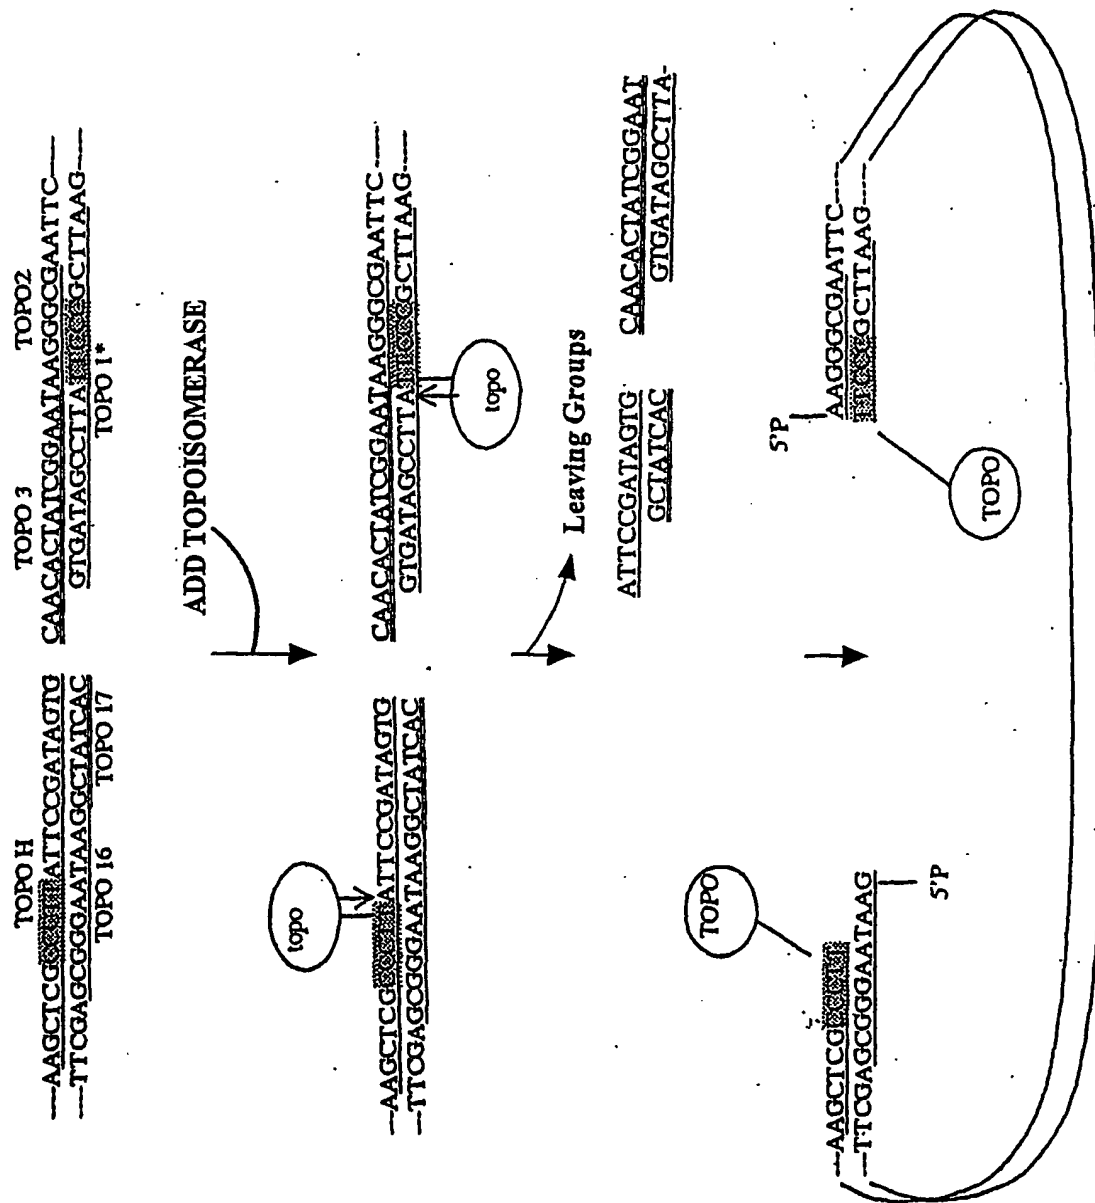 TOPO H
TOPO 3
TOPO2
---AAGCTCGCCCTTATTCCGATAGTG
CAACACTATCGGAATAAGGGCGAATTC----
---TTCGAGCGGGAATAAGGCTATCAC
GTGATAGCCTTATTCCCGCTTAAG-----
TOPO 16
TOPO 17
TOPO 1*
ADD TOPOISOMERASE
topo
---AAGCTCGCCCTTATTCCGATAGTG
CAACACTATCGGAATAAGGGCGAATTC-----
---TTCGAGCGGGAATAAGGCTATCAC
GTGATAGCCTTATTCCCGCTTAAG-----
topo
Leaving Groups
ATTCCGATAGTG
CAACACTATCGGAAT
GCTATCAC
GTGATAGCCTTA-
TOPO
5'P
---AAGCTCGCCCTT
AAGGGCGAATTC-----
---TTCGAGCGGGAATAAG
TTCCCGCTTAAG-----
5'P
TOPO